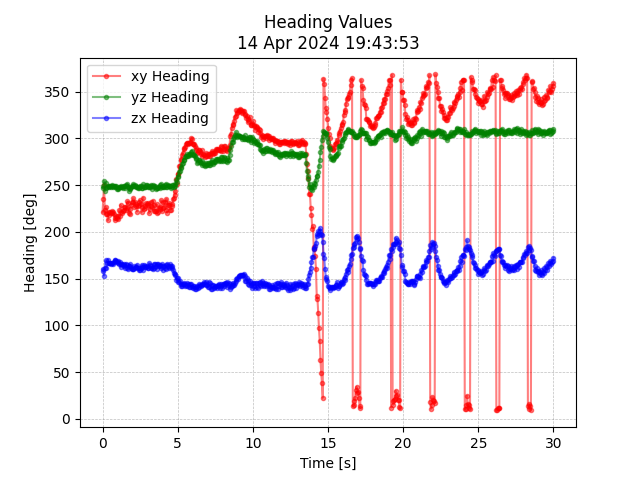 Heading Values
14 Apr 2024 19:43:53
xy Heading
yz Heading
zx Heading
Heading [deg]
350
300
250
200
150
100
50
0
0
5
10
15
20
25
30
Time [s]